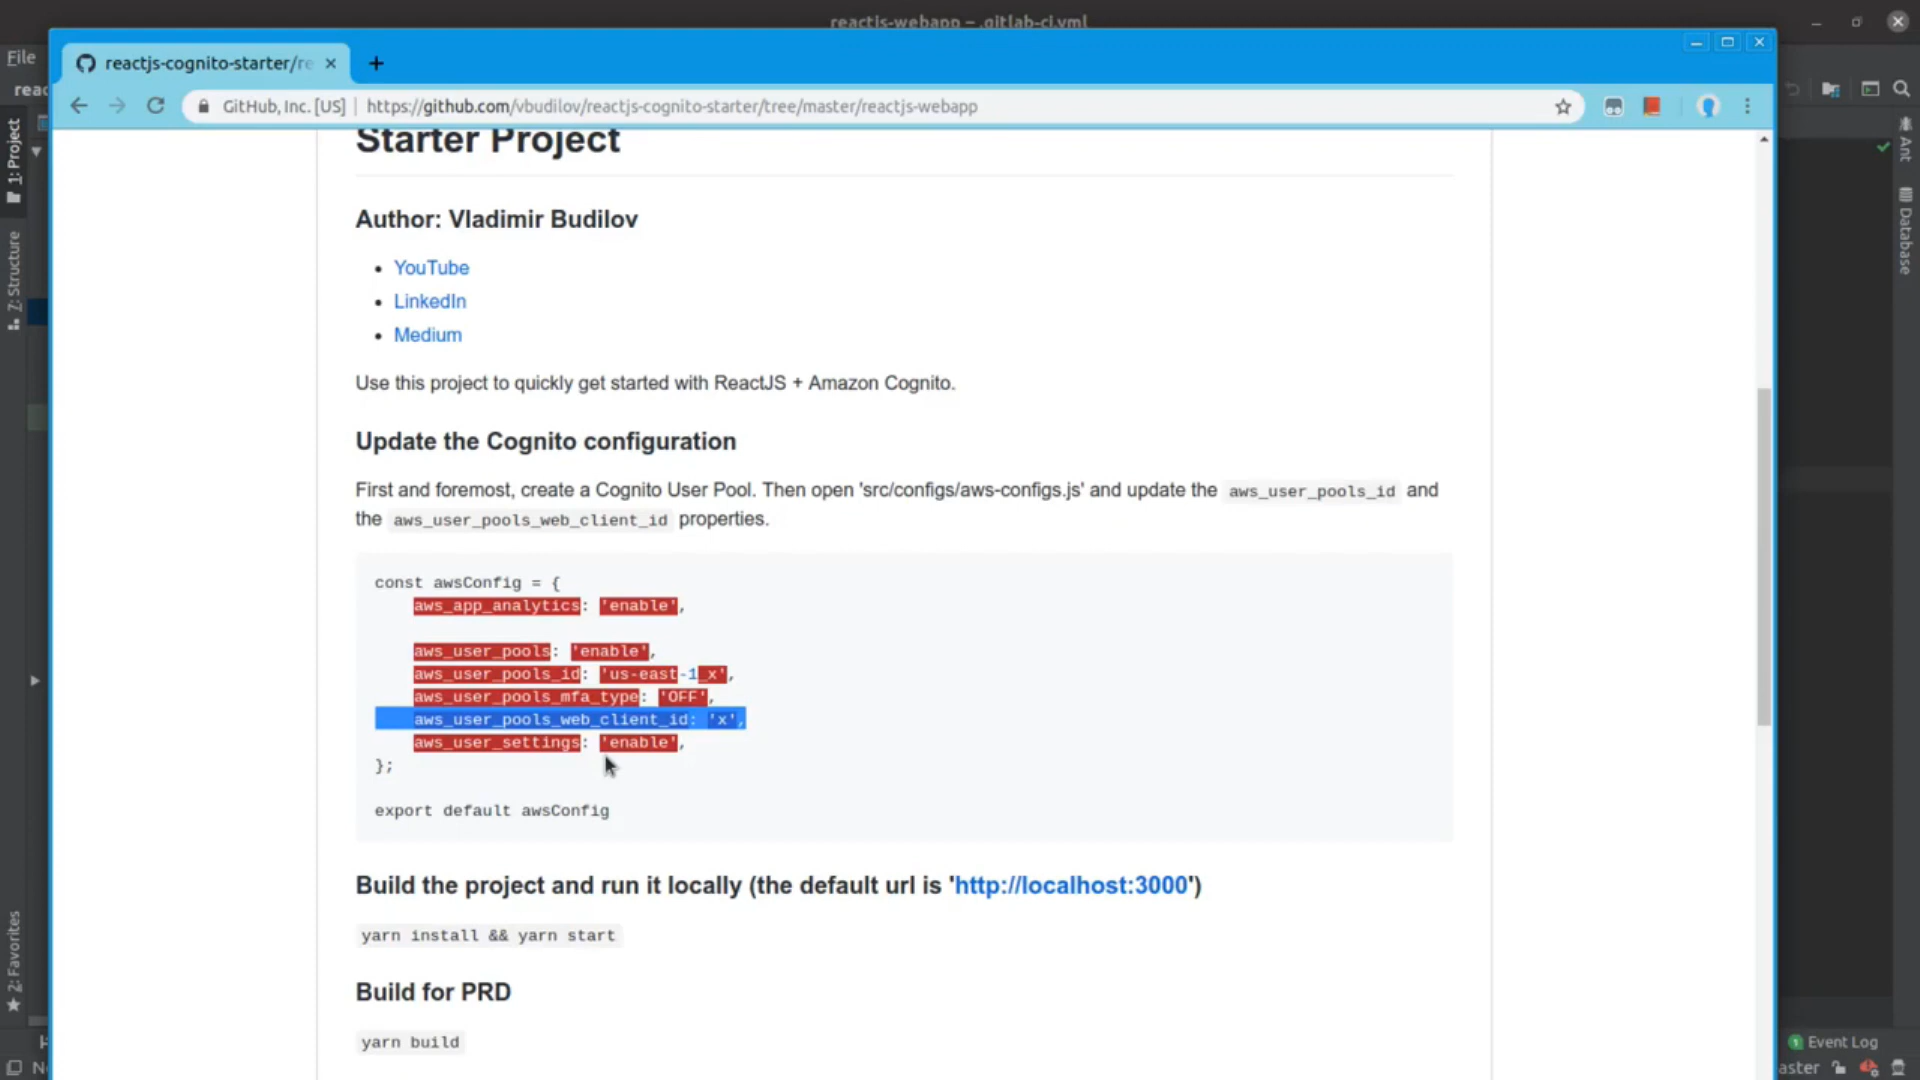 reactjs-webapp – .gitlab-ci.yml
File
reactjs-cognito-starter/re
GitHub, Inc. [US] | https://github.com/vbudilov/reactjs-cognito-starter/tree/master/reactjs-webapp
1: Project
Z: Structure
2: Favorites
Ant
Database
Starter Project
Author: Vladimir Budilov
YouTube
LinkedIn
Medium
Use this project to quickly get started with ReactJS + Amazon Cognito.
Update the Cognito configuration
First and foremost, create a Cognito User Pool. Then open 'src/configs/aws-configs.js' and update the aws_user_pools_id and
the aws_user_pools_web_client_id properties.
const awsConfig = {
aws_app_analytics: 'enable',
aws_user_pools: 'enable',
aws_user_pools_id: 'us-east-1_x',
aws_user_pools_mfa_type: 'OFF',
aws_user_pools_web_client_id: 'x',
aws_user_settings: 'enable',
};
export default awsConfig
Build the project and run it locally (the default url is 'http://localhost:3000')
yarn install && yarn start
Build for PRD
yarn build
1 Event Log
aster